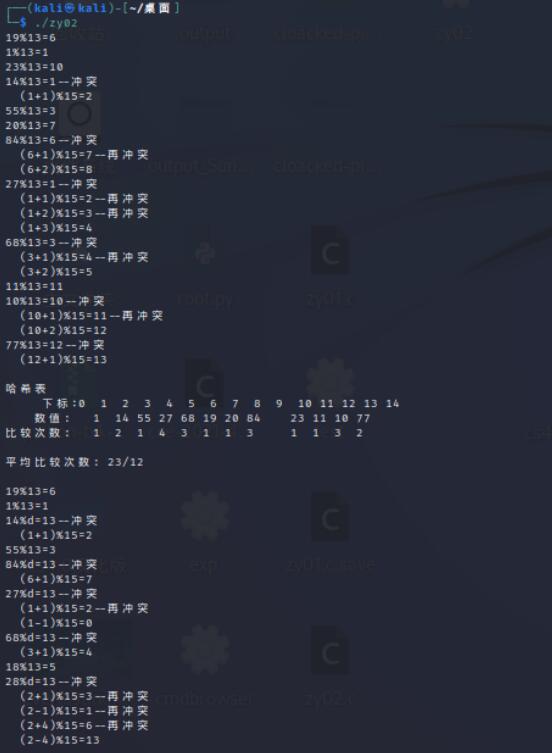 ┌──(kali㉿kali)-[~/桌面]
└─$ ./zy02
19%13=6
1%13=1
23%13=10
14%13=1--冲突
(1+1)%15=2
55%13=3
20%13=7
84%13=6--冲突
(6+1)%15=7--再冲突
(6+2)%15=8
27%13=1--冲突
(1+1)%15=2--再冲突
(1+2)%15=3--再冲突
(1+3)%15=4
68%13=3--冲突
(3+1)%15=4--再冲突
(3+2)%15=5
11%13=11
10%13=10--冲突
(10+1)%15=11--再冲突
(10+2)%15=12
77%13=12--冲突
(12+1)%15=13
哈希表
下标:0 1 2 3 4 5 6 7 8 9 10 11 12 13 14
数值: 1 14 55 27 68 19 20 84 23 11 10 77
比较次数: 1 2 1 4 3 1 1 3 1 1 3 2
平均比较次数: 23/12
19%13=6
1%13=1
14%d=13--冲突
(1+1)%15=2
55%13=3
84%d=13--冲突
(6+1)%15=7
27%d=13--冲突
(1+1)%15=2--再冲突
(1-1)%15=0
68%d=13--冲突
(3+1)%15=4
18%13=5
28%d=13--冲突
(2+1)%15=3--再冲突
(2-1)%15=1--再冲突
(2+4)%15=6--再冲突
(2-4)%15=13
output
zy02
cloacked-pi...
output_Sun...
root.py
zy01.c
exp
zy01.c.save
cmdbrowser
zy02.c